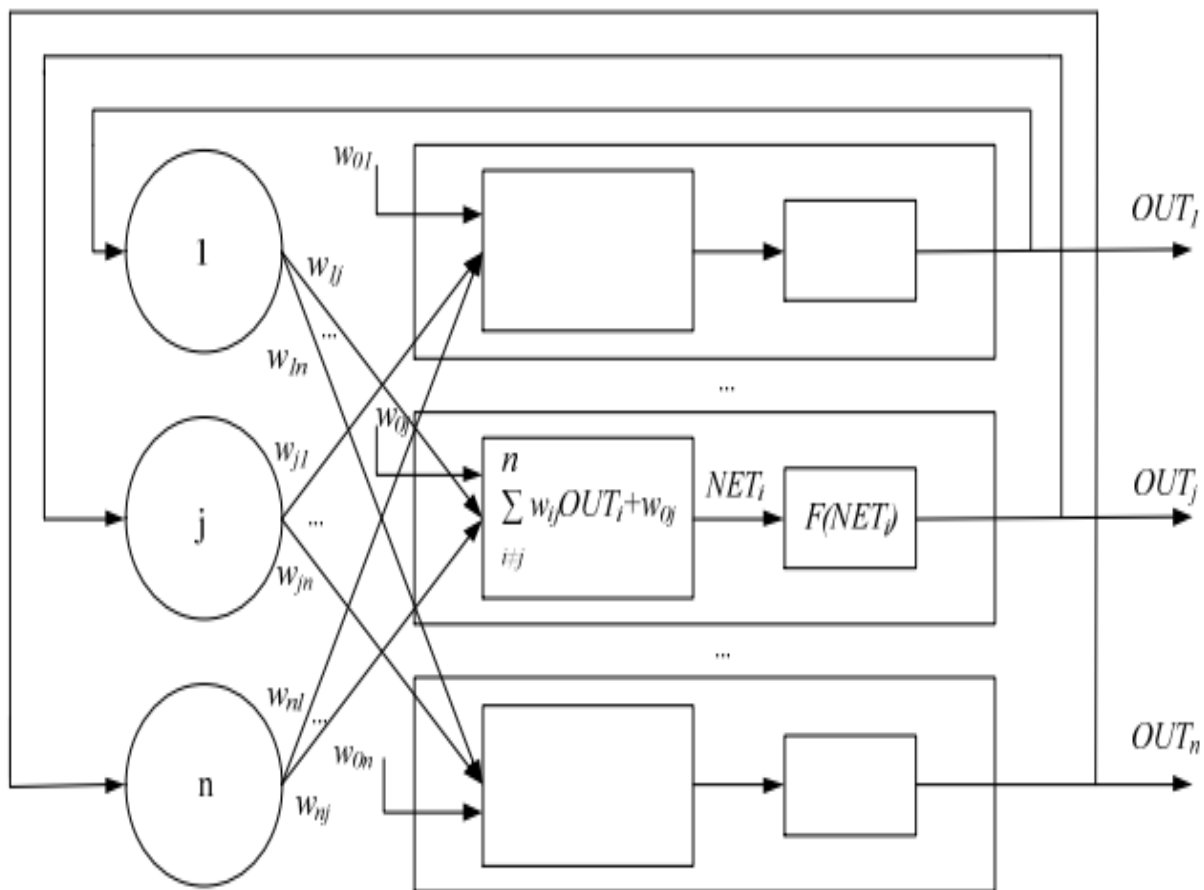 w01
OUT1
1
w1j
...
w1n
...
w0j
j
wj1
...
wjn
n
∑ wijOUTi+w0j
i≠j
NETi
F(NETi)
OUTj
...
n
wn1
...
w0n
wnj
OUTn